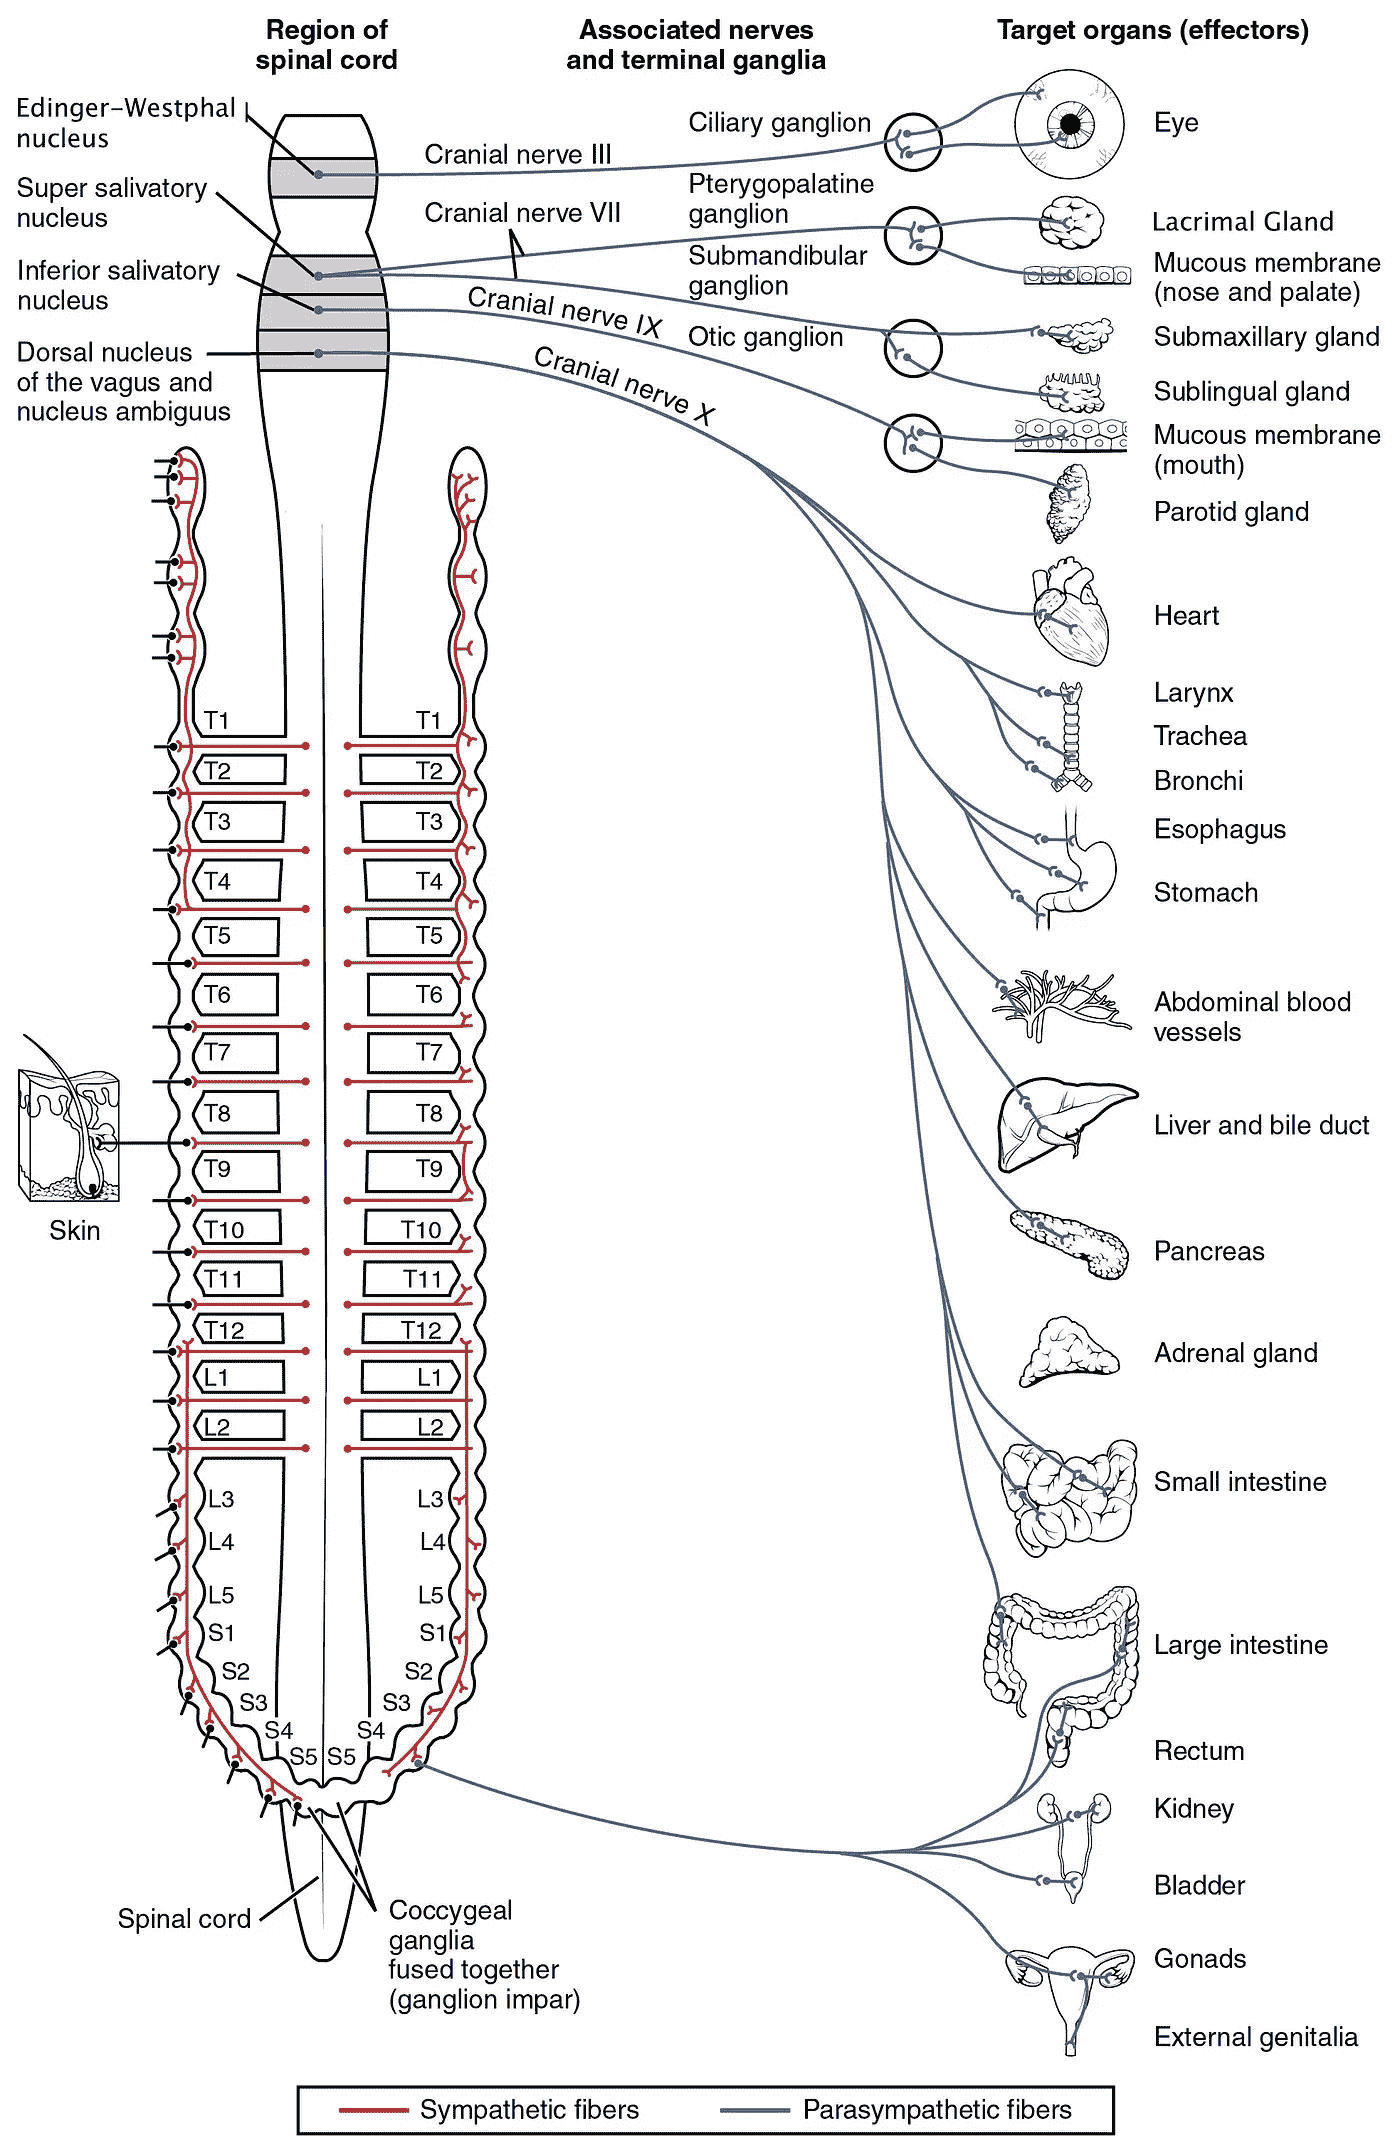 Region of
spinal cord
Associated nerves
and terminal ganglia
Target organs (effectors)
Edinger–Westphal
nucleus
Super salivatory
nucleus
Inferior salivatory
nucleus
Dorsal nucleus
of the vagus and
nucleus ambiguus
Cranial nerve III
Cranial nerve VII
Cranial nerve IX
Cranial nerve X
Ciliary ganglion
Pterygopalatine
ganglion
Submandibular
ganglion
Otic ganglion
Eye
Lacrimal Gland
Mucous membrane
(nose and palate)
Submaxillary gland
Sublingual gland
Mucous membrane
(mouth)
Parotid gland
Heart
Larynx
Trachea
Bronchi
Esophagus
Stomach
Abdominal blood
vessels
Liver and bile duct
Pancreas
Adrenal gland
Small intestine
Large intestine
Rectum
Kidney
Bladder
Gonads
External genitalia
T1 T1
T2 T2
T3 T3
T4 T4
T5 T5
T6 T6
T7 T7
T8 T8
T9 T9
T10 T10
T11 T11
T12 T12
L1 L1
L2 L2
L3 L3
L4 L4
L5 L5
S1 S1
S2 S2
S3 S3
S4 S4
S5 S5
Skin
Spinal cord
Coccygeal
ganglia
fused together
(ganglion impar)
Sympathetic fibers
Parasympathetic fibers